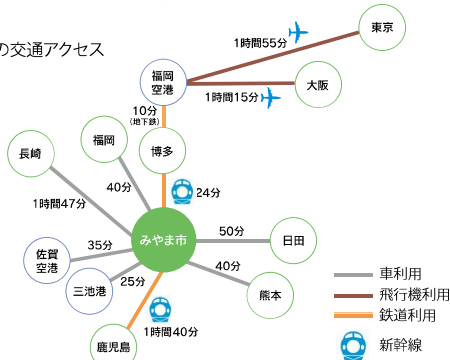 の交通アクセス
東京
1時間55分
福岡
空港
大阪
1時間15分
10分
(地下鉄)
福岡
博多
長崎
40分
24分
1時間47分
みやま市
50分
日田
35分
佐賀
空港
25分
40分
三池港
熊本
1時間40分
鹿児島
車利用
飛行機利用
鉄道利用
新幹線